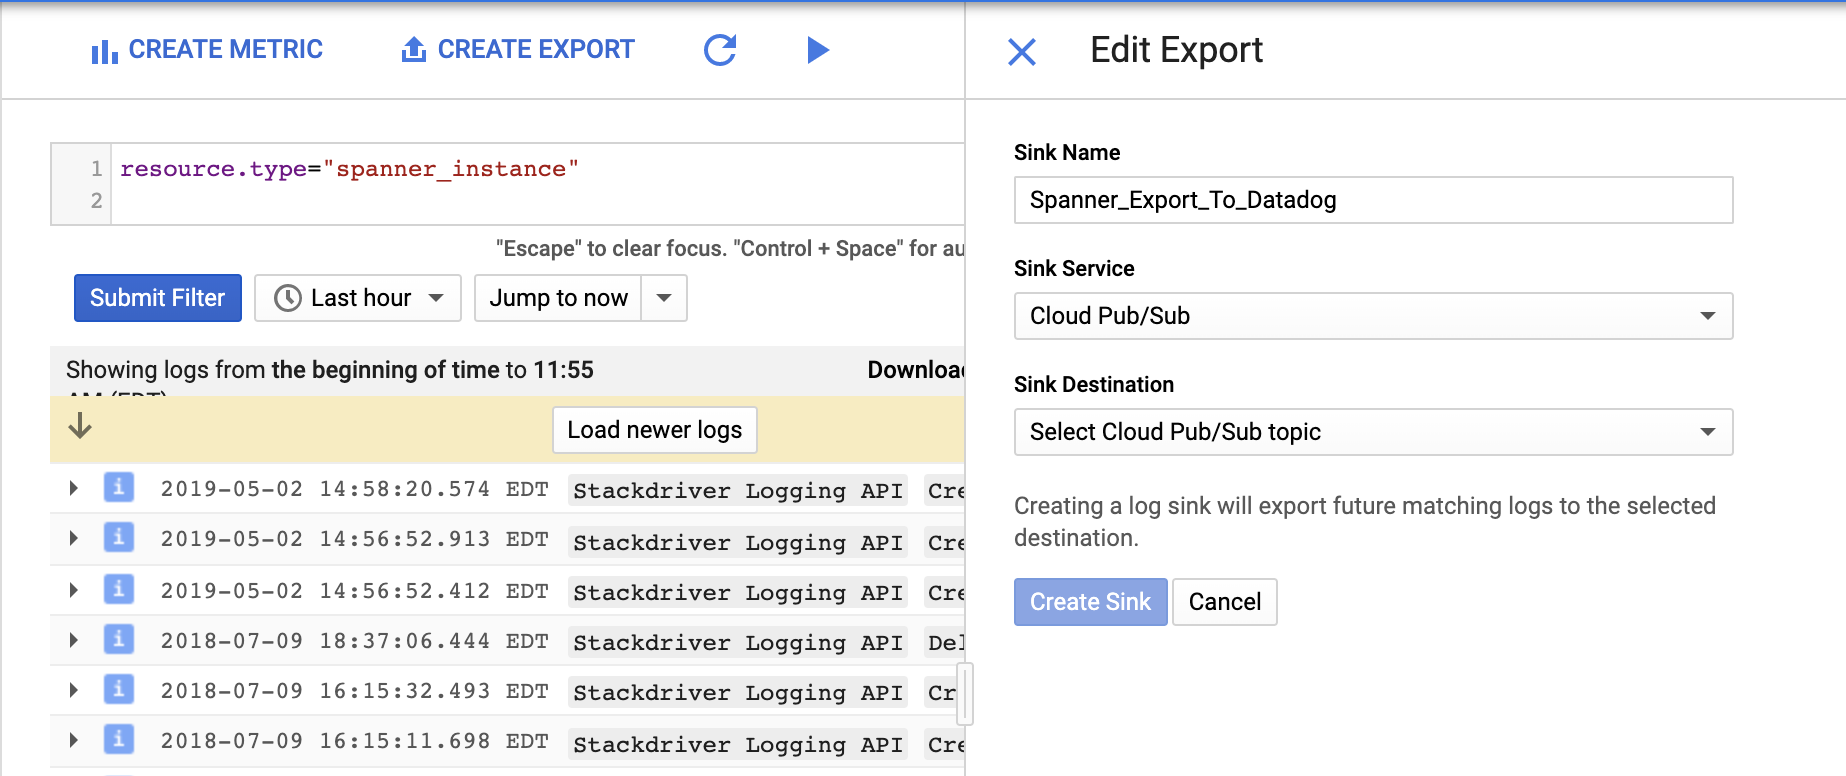 CREATE METRIC
CREATE EXPORT
1 resource.type="spanner_instance"
2
"Escape" to clear focus. "Control + Space" for au
Submit Filter
Last hour
Jump to now
Showing logs from the beginning of time to 11:55
AM (EDT)
Download
Load newer logs
i 2019-05-02 14:58:20.574 EDT Stackdriver Logging API Cre
i 2019-05-02 14:56:52.913 EDT Stackdriver Logging API Cre
i 2019-05-02 14:56:52.412 EDT Stackdriver Logging API Cre
i 2018-07-09 18:37:06.444 EDT Stackdriver Logging API Del
i 2018-07-09 16:15:32.493 EDT Stackdriver Logging API Cr
i 2018-07-09 16:15:11.698 EDT Stackdriver Logging API Cre
Edit Export
Sink Name
Spanner_Export_To_Datadog
Sink Service
Cloud Pub/Sub
Sink Destination
Select Cloud Pub/Sub topic
Creating a log sink will export future matching logs to the selected
destination.
Create Sink
Cancel